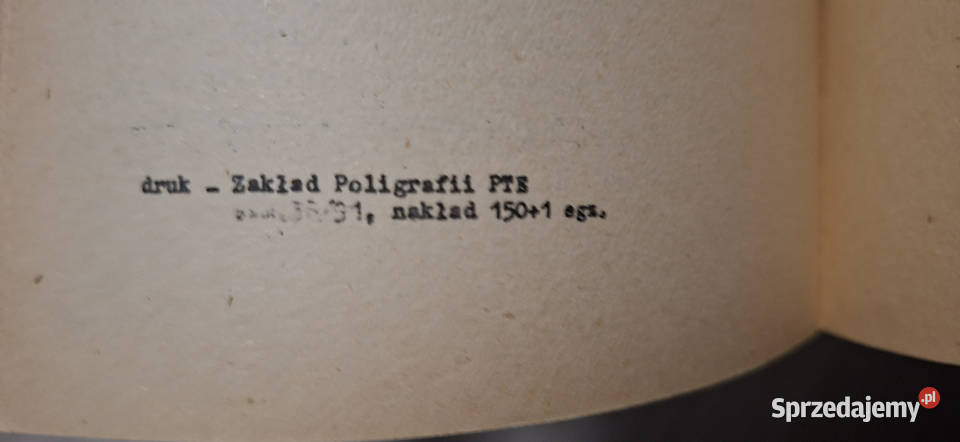 druk - Zakład Poligrafii PTE
nakład 150+1 egz.
Sprzedajemy.pl